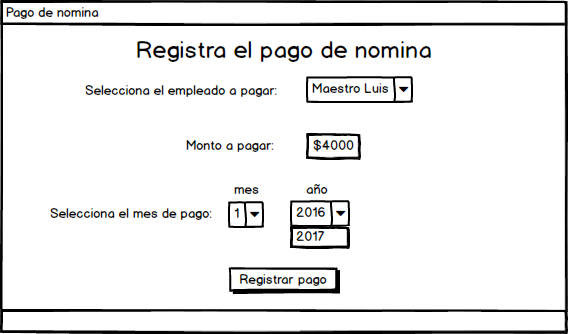 Pago de nomina
Registra el pago de nomina
Selecciona el empleado a pagar: Maestro Luis
Monto a pagar: $4000
mes año
Selecciona el mes de pago: 1 2016
2017
Registrar pago